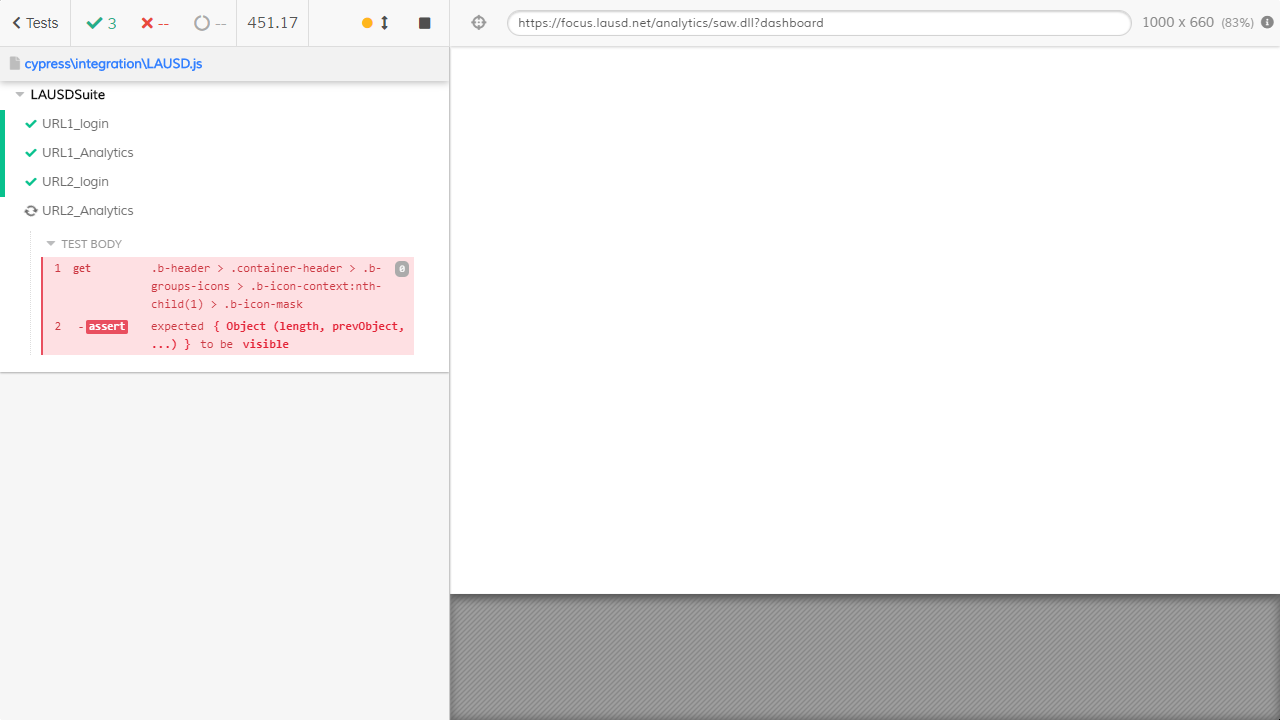 Tests 3 -- -- 451.17
https://focus.lausd.net/analytics/saw.dll?dashboard 1000 x 660 (83%)
cypress\integration\LAUSD.js
LAUSDSuite
URL1_login
URL1_Analytics
URL2_login
URL2_Analytics
TEST BODY
1 get .b-header > .container-header > .b- 0
groups-icons > .b-icon-context:nth-
child(1) > .b-icon-mask
2 -assert expected { Object (length, prevObject,
...) } to be visible